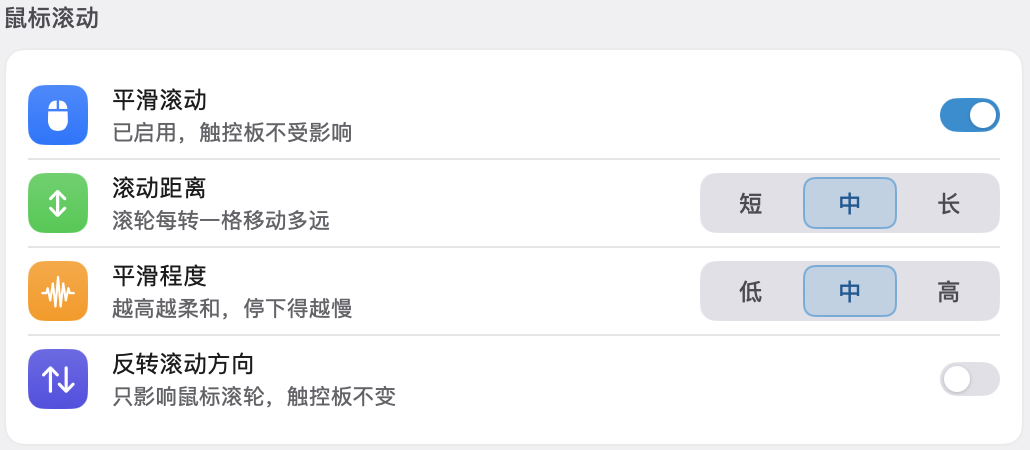 鼠标滚动
平滑滚动
已启用，触控板不受影响
滚动距离
滚轮每转一格移动多远
短 中 长
平滑程度
越高越柔和，停下得越慢
低 中 高
反转滚动方向
只影响鼠标滚轮，触控板不变